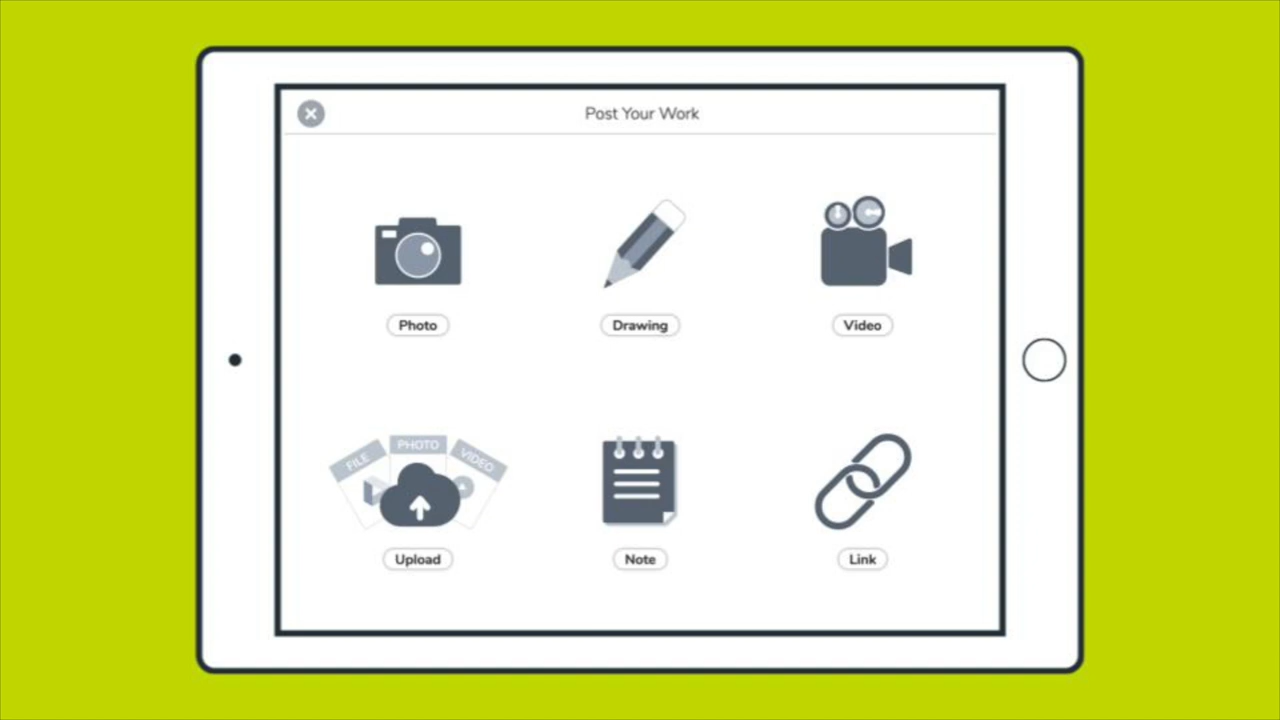 Post Your Work
Photo
Drawing
Video
FILE
PHOTO
VIDEO
Upload
Note
Link